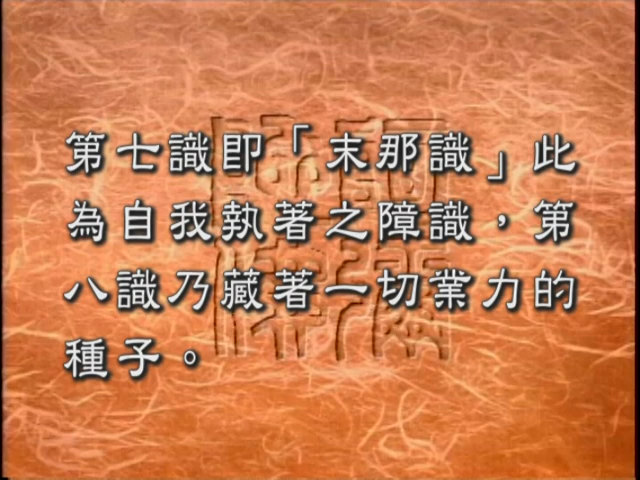 第七識即「末那識」此
為自我執著之障識，第
八識乃藏著一切業力的
種子。